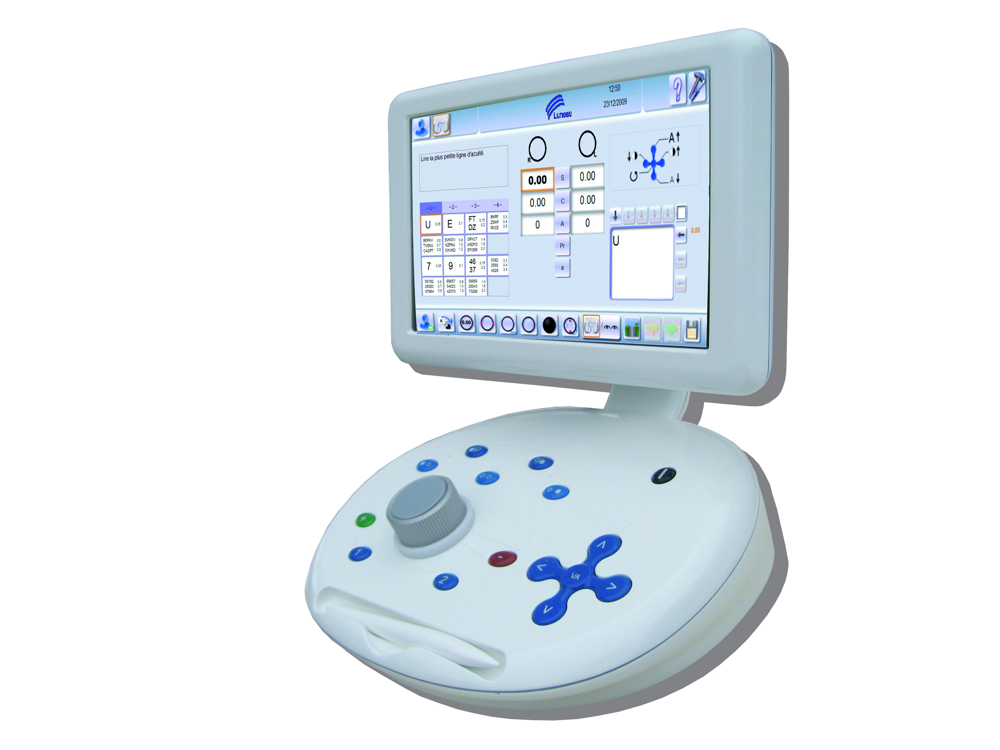 12:50
23/12/2009
Luneau
Lire la plus petite ligne d'acuité.
R
L
0.00 S 0.00
0.00 C 0.00
0 A 0
Pr
a
A
A
-1- -2- -3- -4-
U 0.05
E 0.1
FT 0.15
DZ 0.2
BKRF 0.3
ZSHP 0.4
RXCE 0.5
BEPHV 0.6
TVENU 0.7
CADPT 0.8
EUKOV 0.9
KZPNU 1.0
CHVKD 1.2
OPXCT 1.4
UKDFO 1.6
DFOER 2.0
7 0.05
9 0.1
46 0.15
37 0.2
6392 0.3
2560 0.4
4028 0.5
50782 0.6
25083 0.7
07964 0.8
69857 0.9
54623 1.0
42570 1.2
39856 1.4
28043 1.6
73298 2.0
0.05
U
K
0.50
+
1
2
-
VA